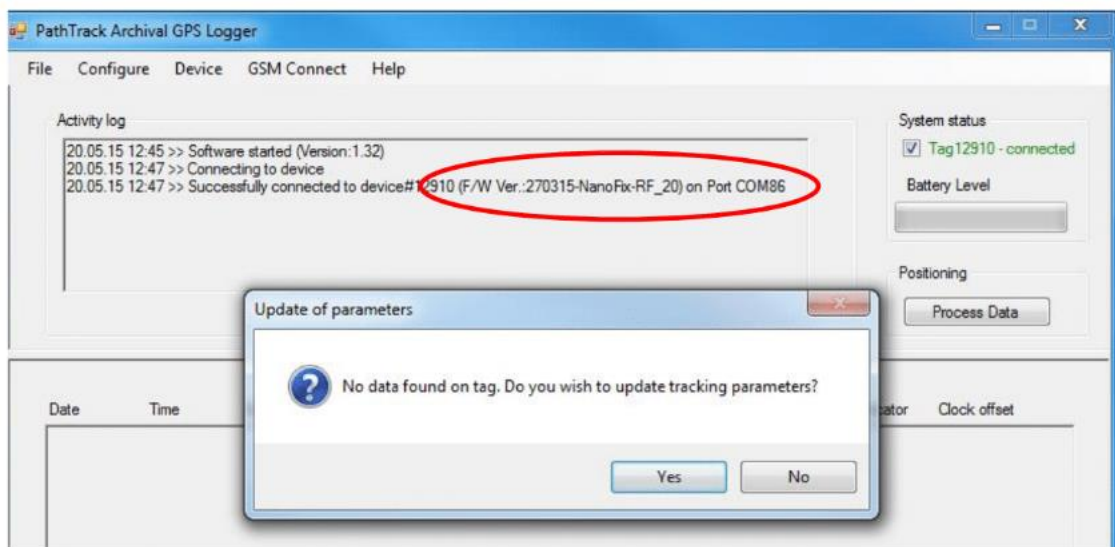 PathTrack Archival GPS Logger
File Configure Device GSM Connect Help
Activity log
20.05.15 12:45 >> Software started (Version:1.32)
20.05.15 12:47 >> Connecting to device
20.05.15 12:47 >> Successfully connected to device#12910 (F/W Ver.:270315-NanoFix-RF_20) on Port COM86
System status
Tag12910 - connected
Battery Level
Positioning
Process Data
Update of parameters
No data found on tag. Do you wish to update tracking parameters?
Yes No
Date Time Clock offset